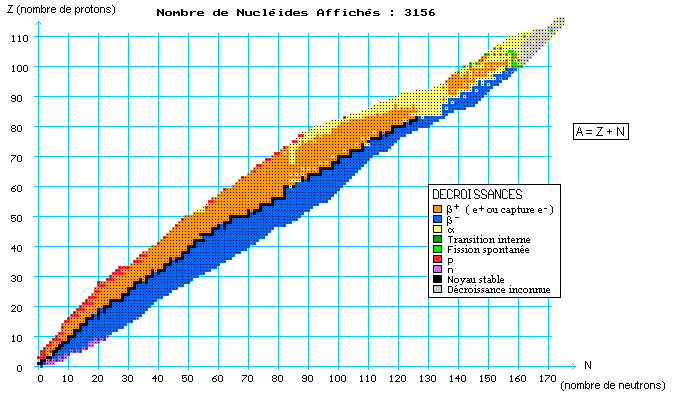 Z (nombre de protons)
Nombre de Nucléides Affichés : 3156
110
100
90
80
70
60
50
40
30
20
10
0
A = Z + N
DECROISSANCES
β+ ( e+ ou capture e- )
β-
α
Transition interne
Fission spontanée
p
n
Noyau stable
Décroissance inconnue
0 10 20 30 40 50 60 70 80 90 100 110 120 130 140 150 160 170
N
(nombre de neutrons)